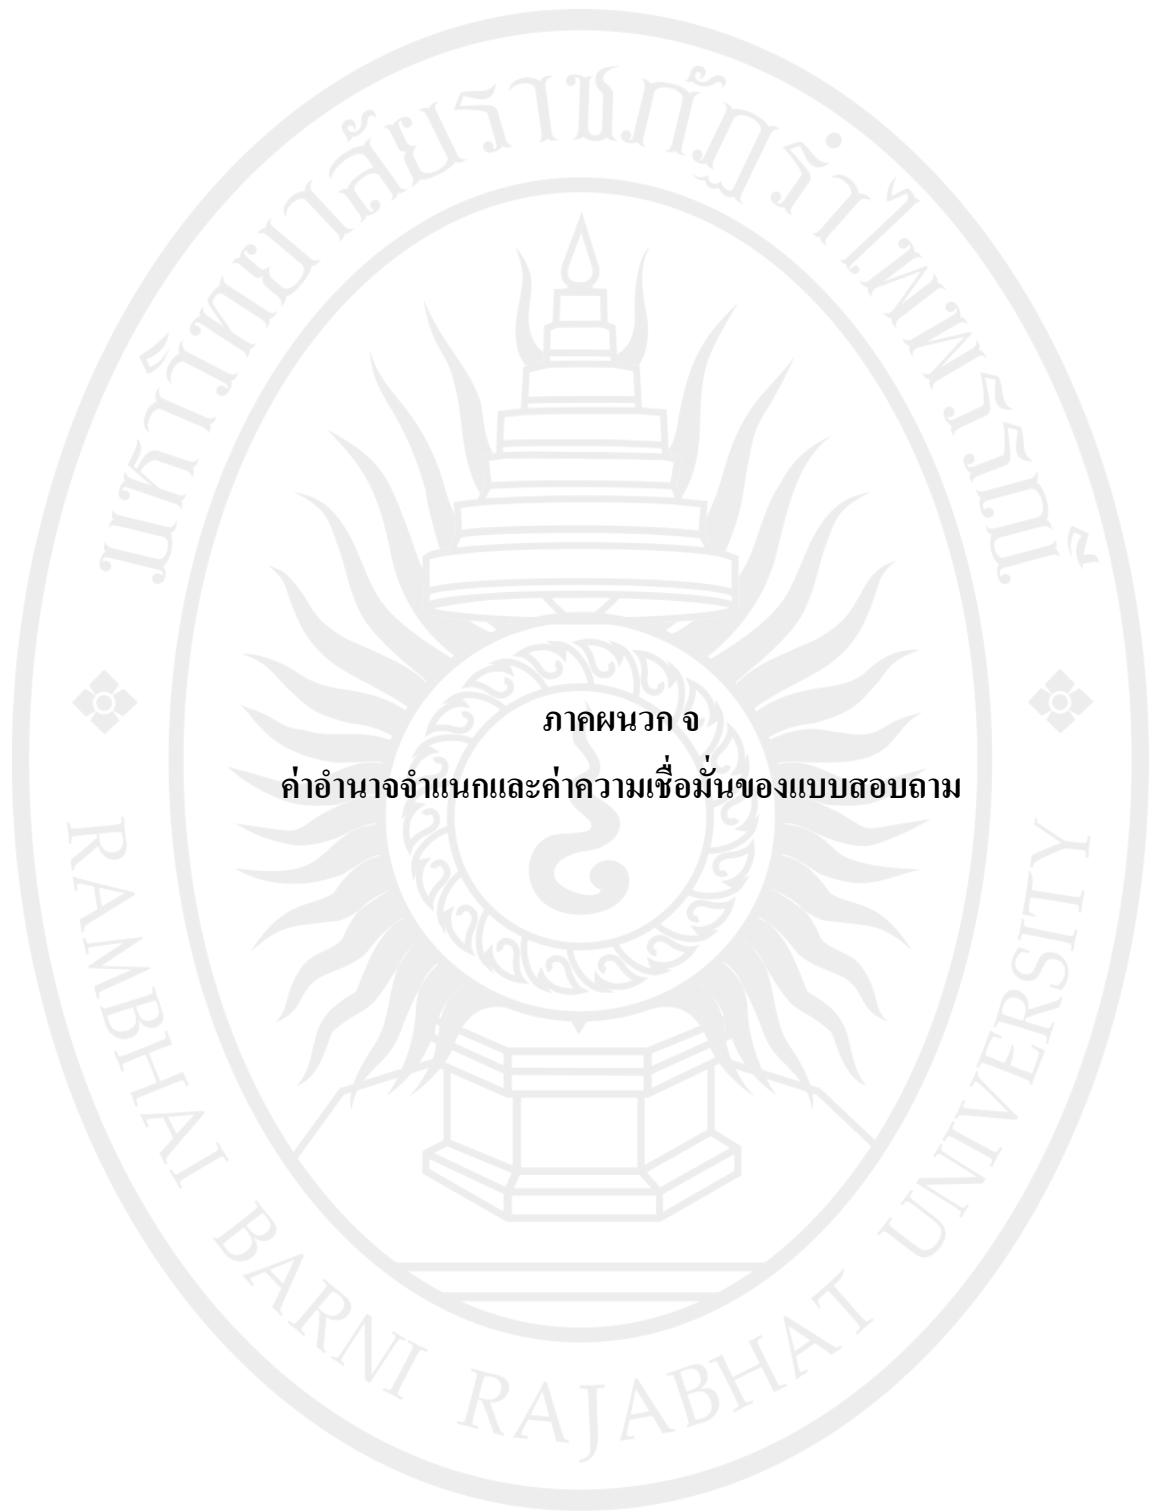 มหาวิทยาลัยราชภัฏรำไพพรรณี
ภาคผนวก จ
ค่าอำนาจจำแนกและค่าความเชื่อมั่นของแบบสอบถาม
RAMBHAI BARNI RAJABHAT UNIVERSITY